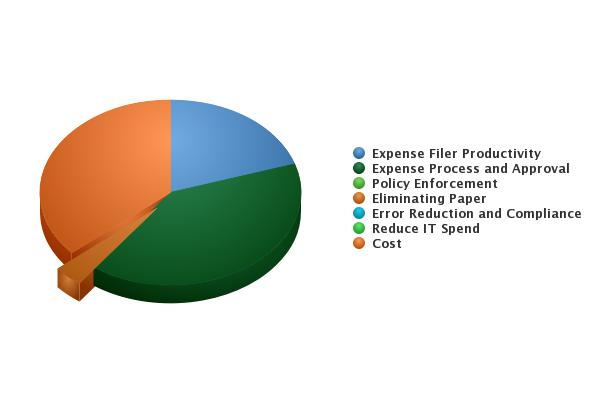 Expense Filer Productivity
Expense Process and Approval
Policy Enforcement
Eliminating Paper
Error Reduction and Compliance
Reduce IT Spend
Cost